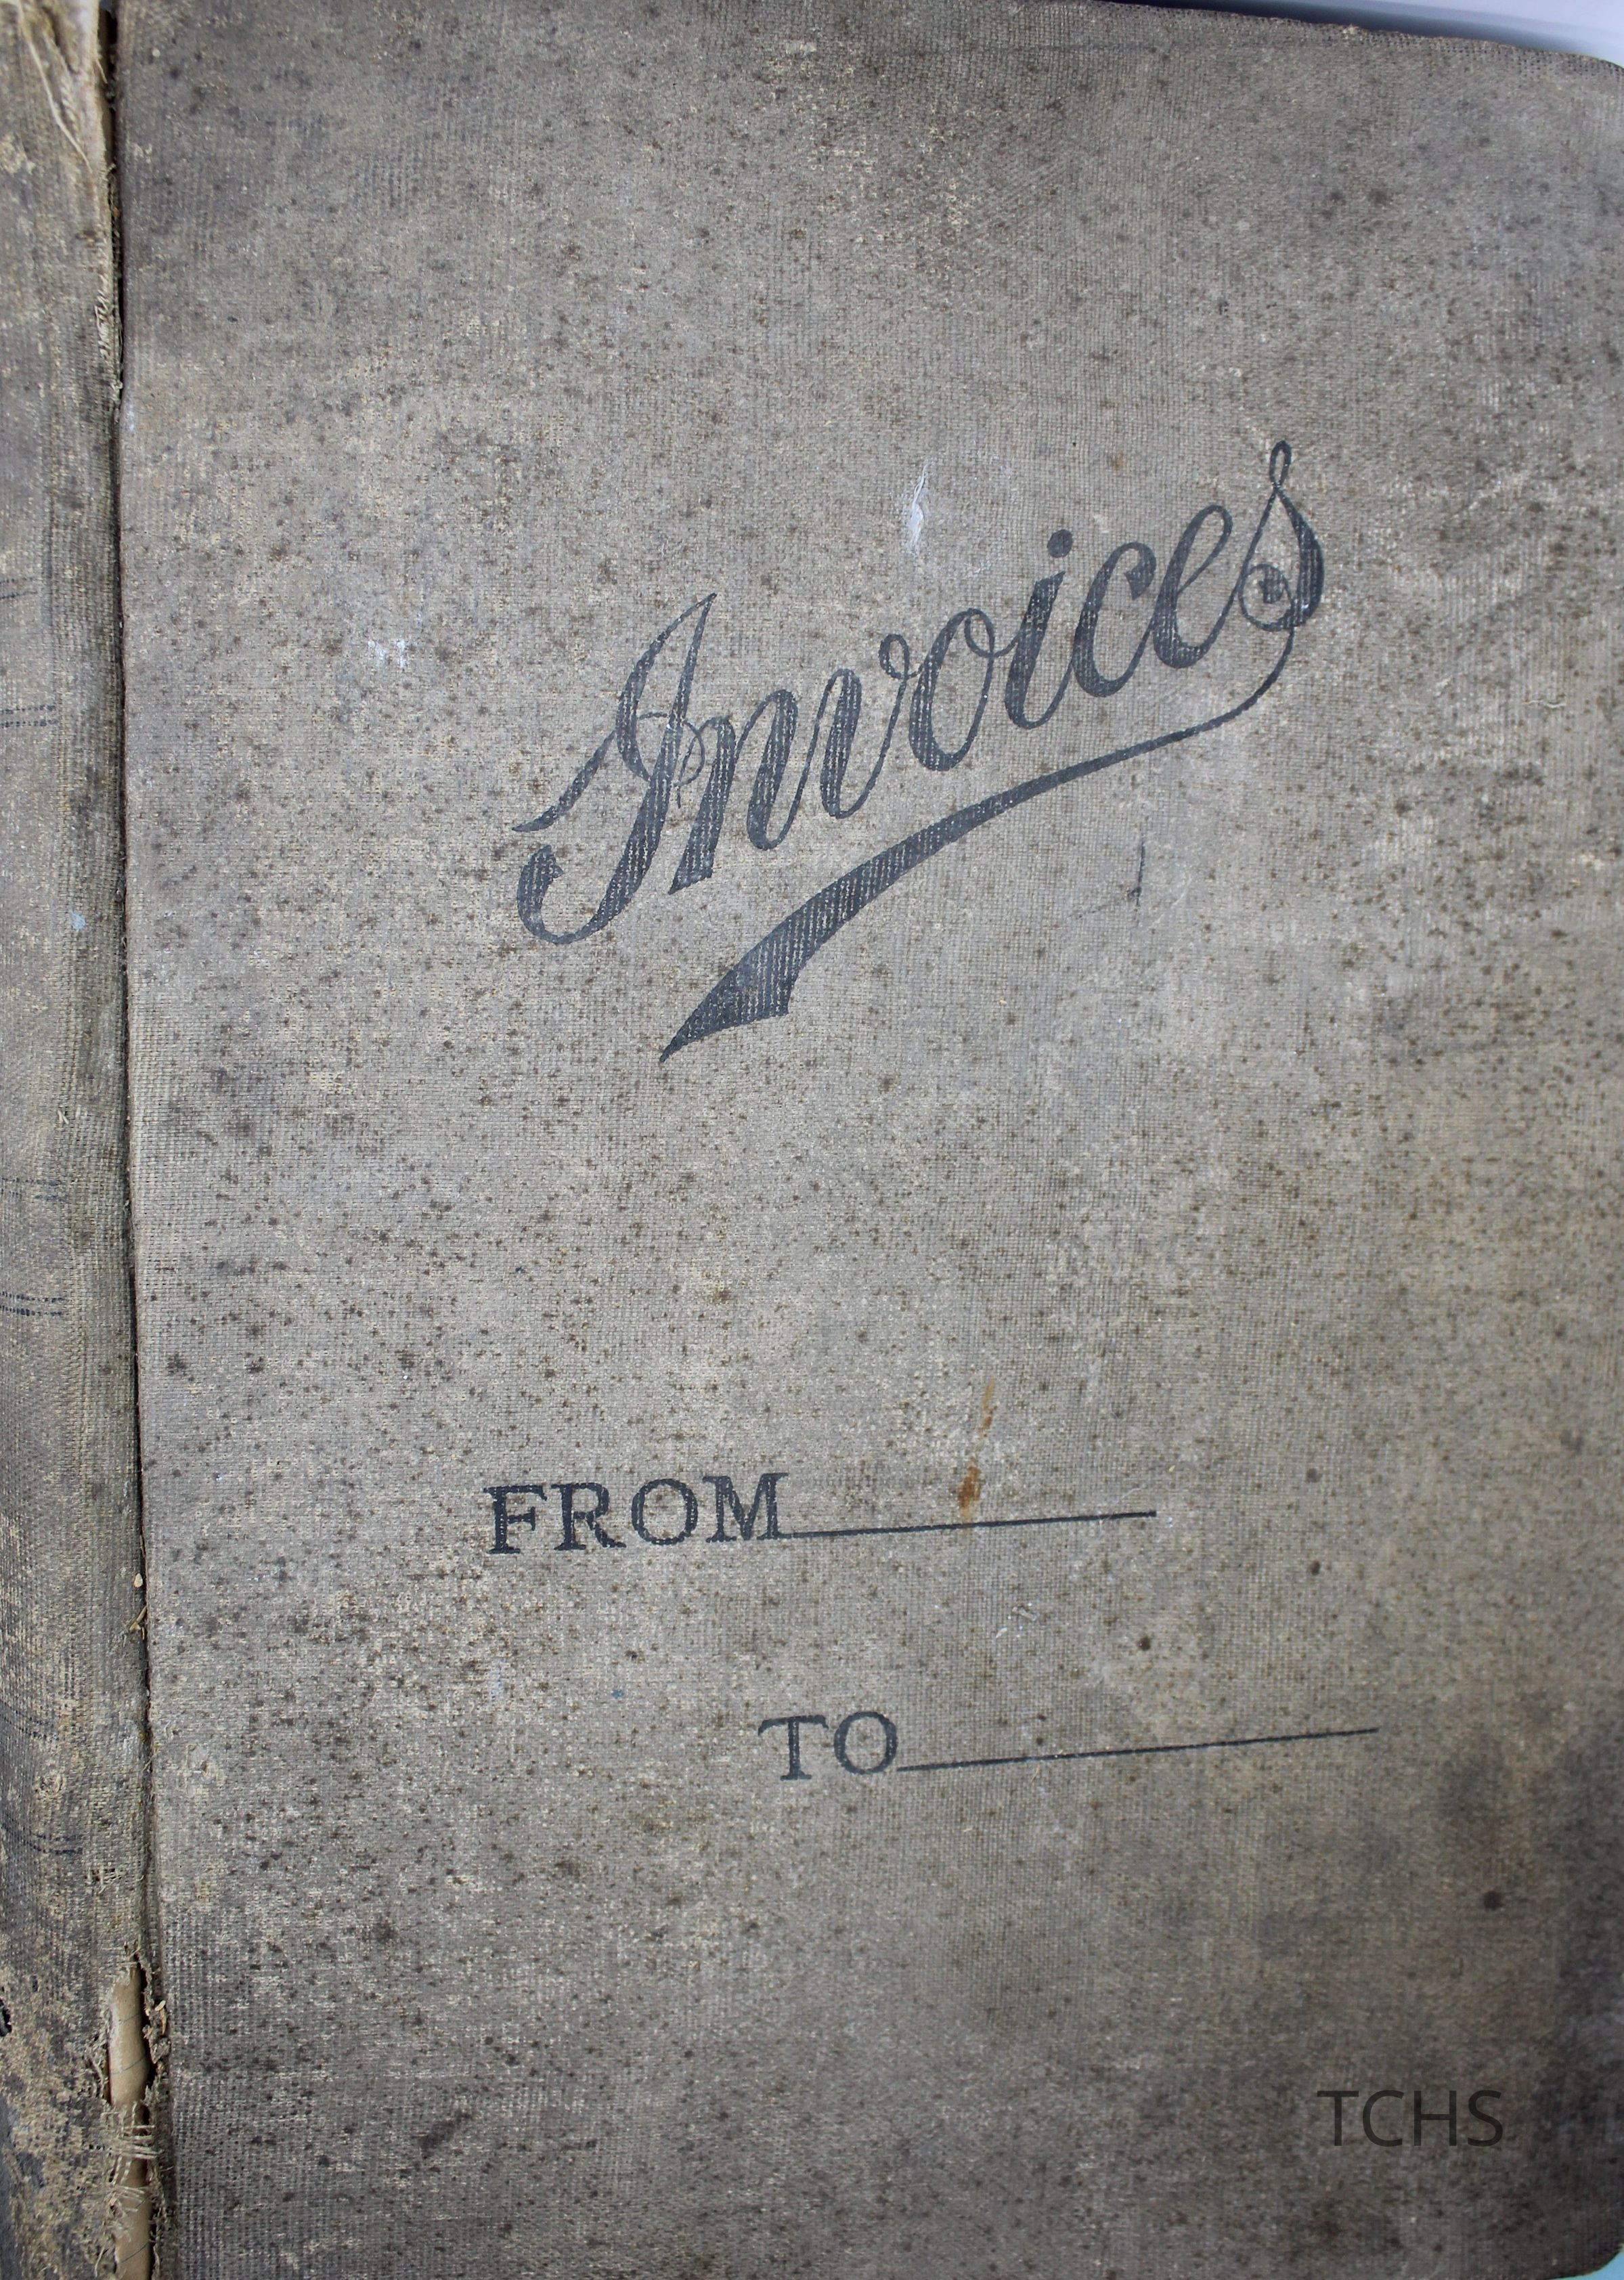 Invoices
FROM
TO
TCHS